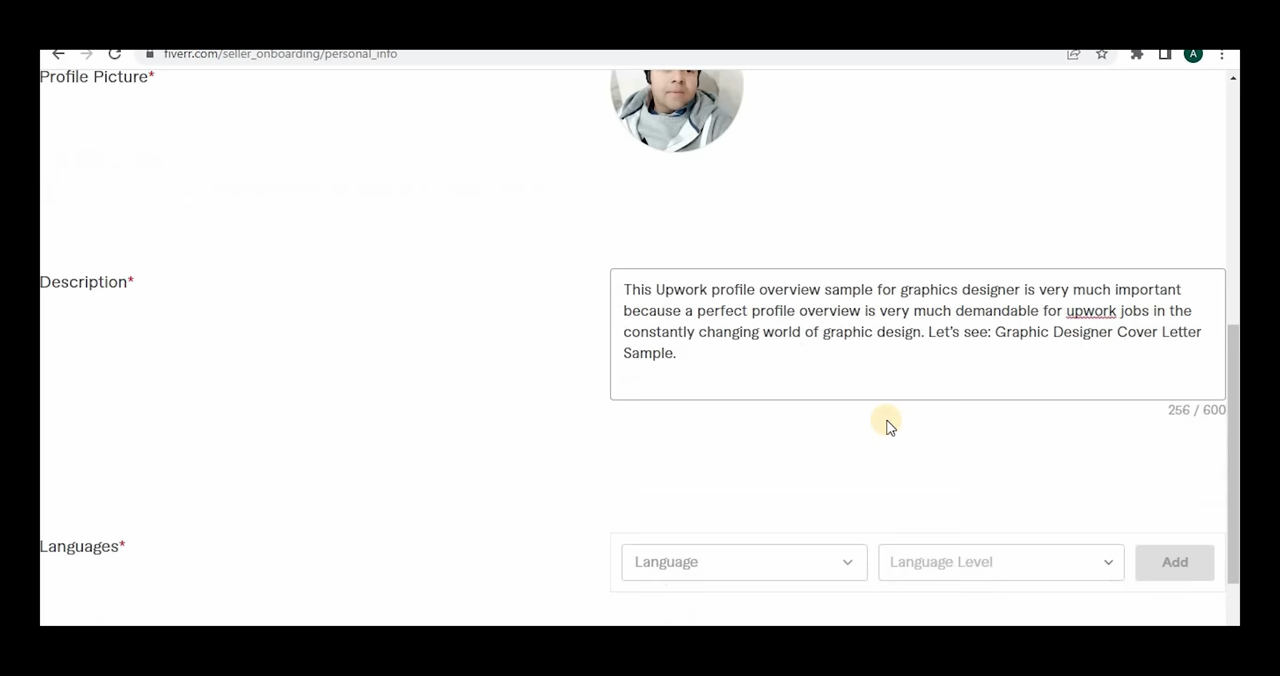 fiverr.com/seller_onboarding/personal_info
A
Profile Picture*
Description*
This Upwork profile overview sample for graphics designer is very much important
because a perfect profile overview is very much demandable for upwork jobs in the
constantly changing world of graphic design. Let's see: Graphic Designer Cover Letter
Sample.
256 / 600
Languages*
Language
Language Level
Add